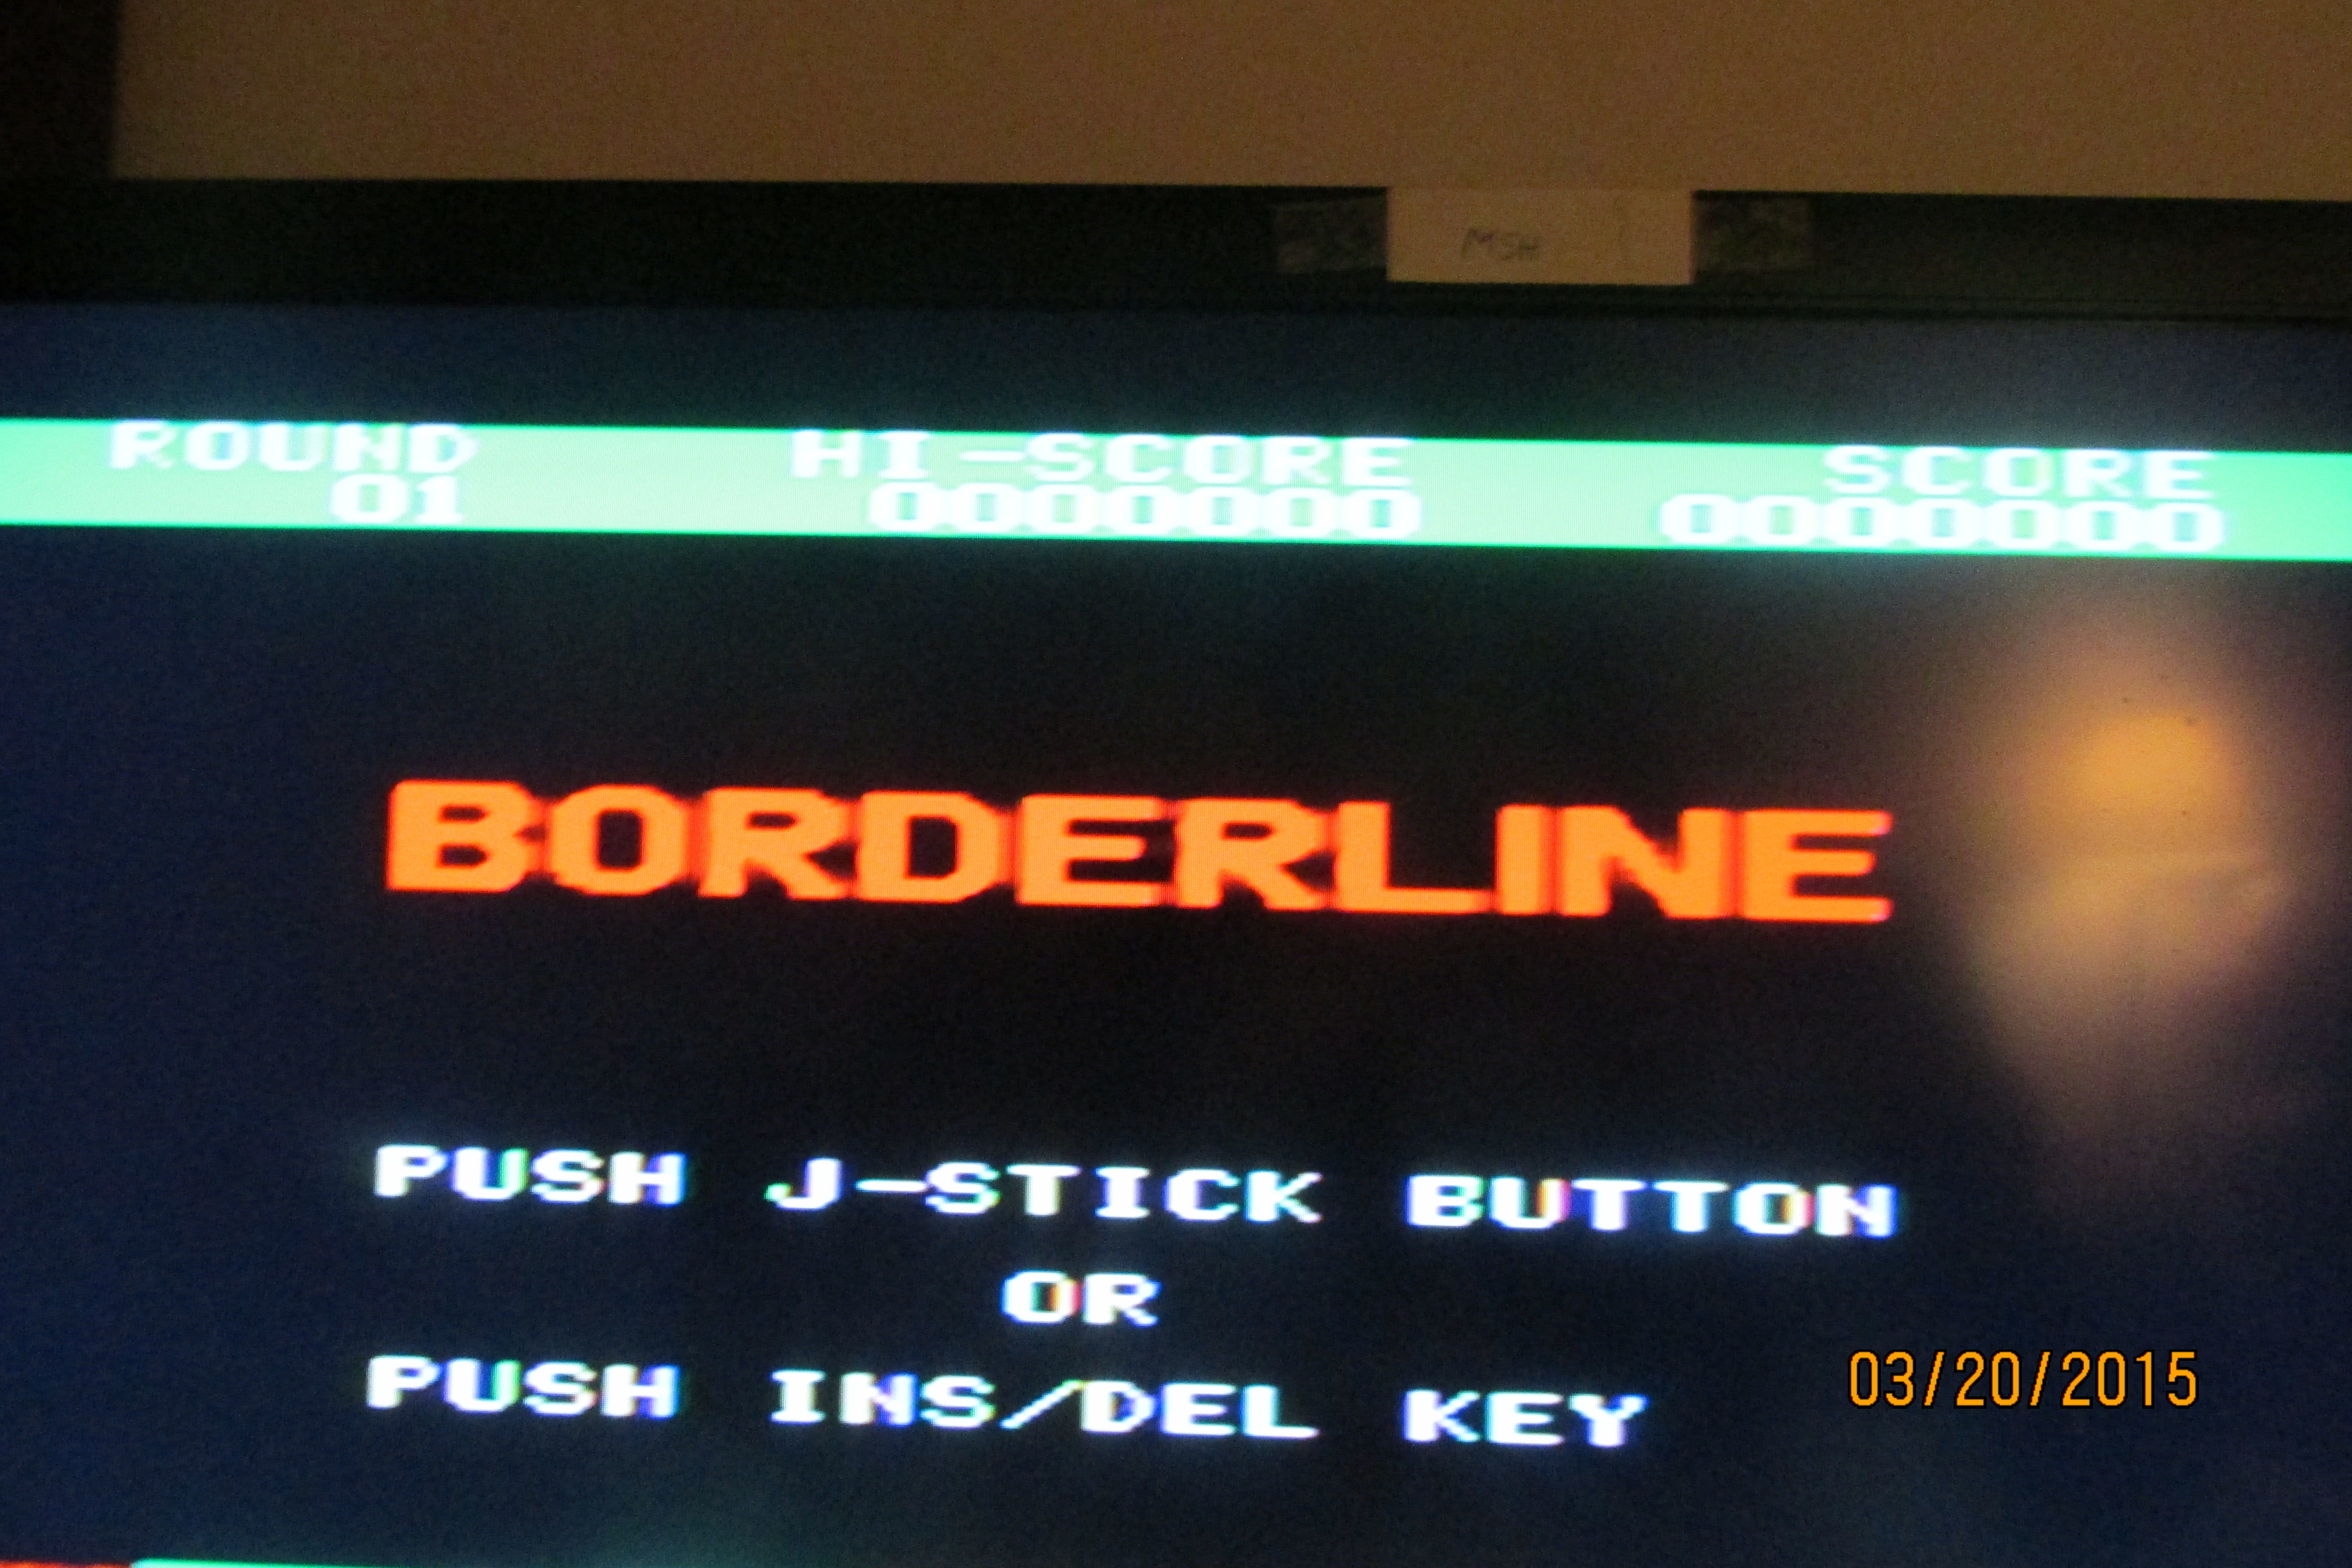 MSH
ROUND HI-SCORE SCORE
01 0000000 0000000
BORDERLINE
PUSH J-STICK BUTTON
OR
PUSH INS/DEL KEY
03/20/2015